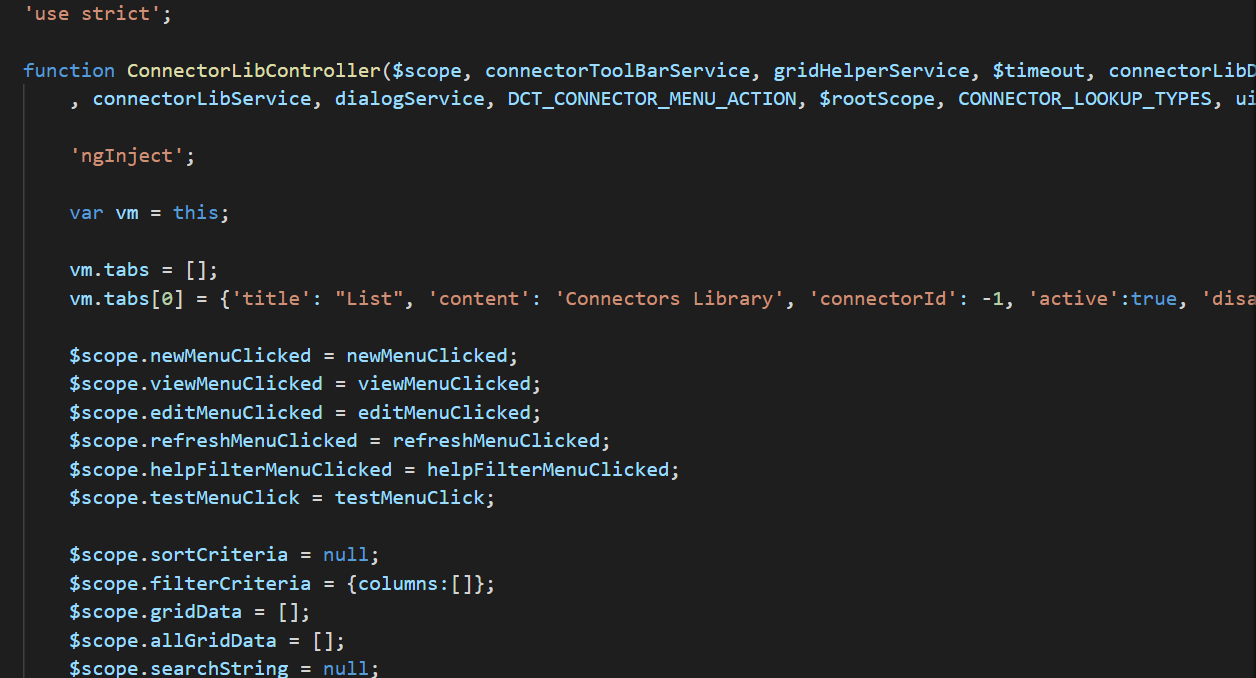 'use strict';
function ConnectorLibController($scope, connectorToolBarService, gridHelperService, $timeout, connectorLibD
, connectorLibService, dialogService, DCT_CONNECTOR_MENU_ACTION, $rootScope, CONNECTOR_LOOKUP_TYPES, ui
'ngInject';
var vm = this;
vm.tabs = [];
vm.tabs[0] = {'title': "List", 'content': 'Connectors Library', 'connectorId': -1, 'active':true, 'disa
$scope.newMenuClicked = newMenuClicked;
$scope.viewMenuClicked = viewMenuClicked;
$scope.editMenuClicked = editMenuClicked;
$scope.refreshMenuClicked = refreshMenuClicked;
$scope.helpFilterMenuClicked = helpFilterMenuClicked;
$scope.testMenuClick = testMenuClick;
$scope.sortCriteria = null;
$scope.filterCriteria = {columns:[]};
$scope.gridData = [];
$scope.allGridData = [];
$scope.searchString = null;